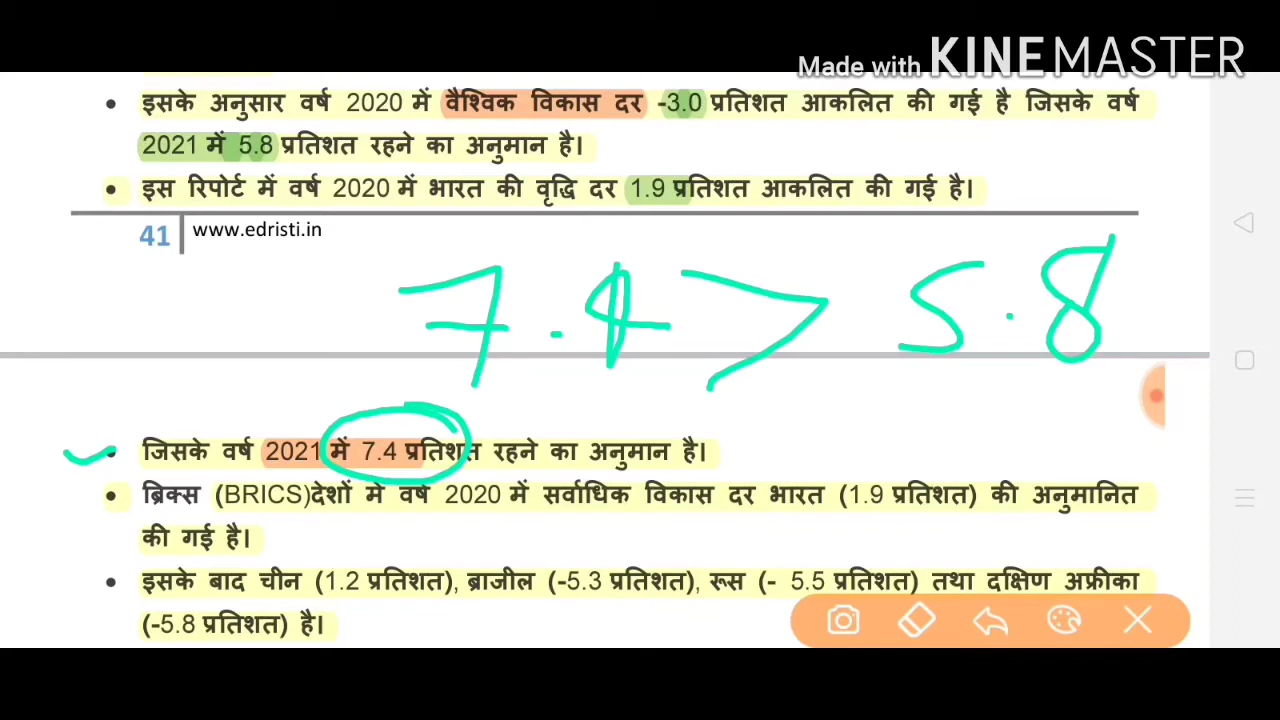 Made with KINEMASTER
• इसके अनुसार वर्ष 2020 में वैश्विक विकास दर -3.0 प्रतिशत आकलित की गई है जिसके वर्ष
2021 में 5.8 प्रतिशत रहने का अनुमान है।
• इस रिपोर्ट में वर्ष 2020 में भारत की वृद्धि दर 1.9 प्रतिशत आकलित की गई है।
41 | www.edristi.in
7.4 > 5.8
• जिसके वर्ष 2021 में 7.4 प्रतिशत रहने का अनुमान है।
• ब्रिक्स (BRICS)देशों में वर्ष 2020 में सर्वाधिक विकास दर भारत (1.9 प्रतिशत) की अनुमानित
की गई है।
• इसके बाद चीन (1.2 प्रतिशत), ब्राजील (-5.3 प्रतिशत), रूस (- 5.5 प्रतिशत) तथा दक्षिण अफ्रीका
(-5.8 प्रतिशत) है।